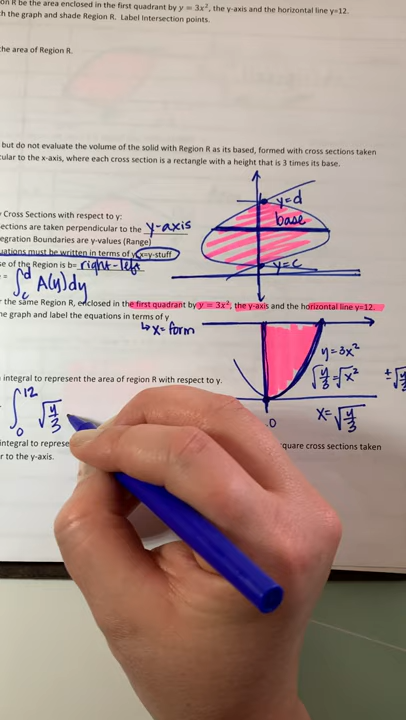 on R be the area enclosed in the first quadrant by y = 3x², the y-axis and the horizontal line y=12.
h the graph and shade Region R. Label Intersection points.
he area of Region R.
but do not evaluate the volume of the solid with Region R as its based, formed with cross sections taken
cular to the x-axis, where each cross section is a rectangle with a height that is 3 times its base.
y=d
Cross Sections with respect to y:
ections are taken perpendicular to the y-axis
base
egration Boundaries are y-values (Range)
uations must be written in terms of y x=y-stuff
se of the Region is b= right-left
y=c
= ∫_c^d A(y)dy
the same Region R, enclosed in the first quadrant by y = 3x², the y-axis and the horizontal line y=12.
he graph and label the equations in terms of y
↳ x= form
y=3x²
√y/3=√x²
±√y/3
integral to represent the area of region R with respect to y.
∫_0^12 √y/3
x=√y/3
0
integral to represe quare cross sections taken
r to the y-axis.